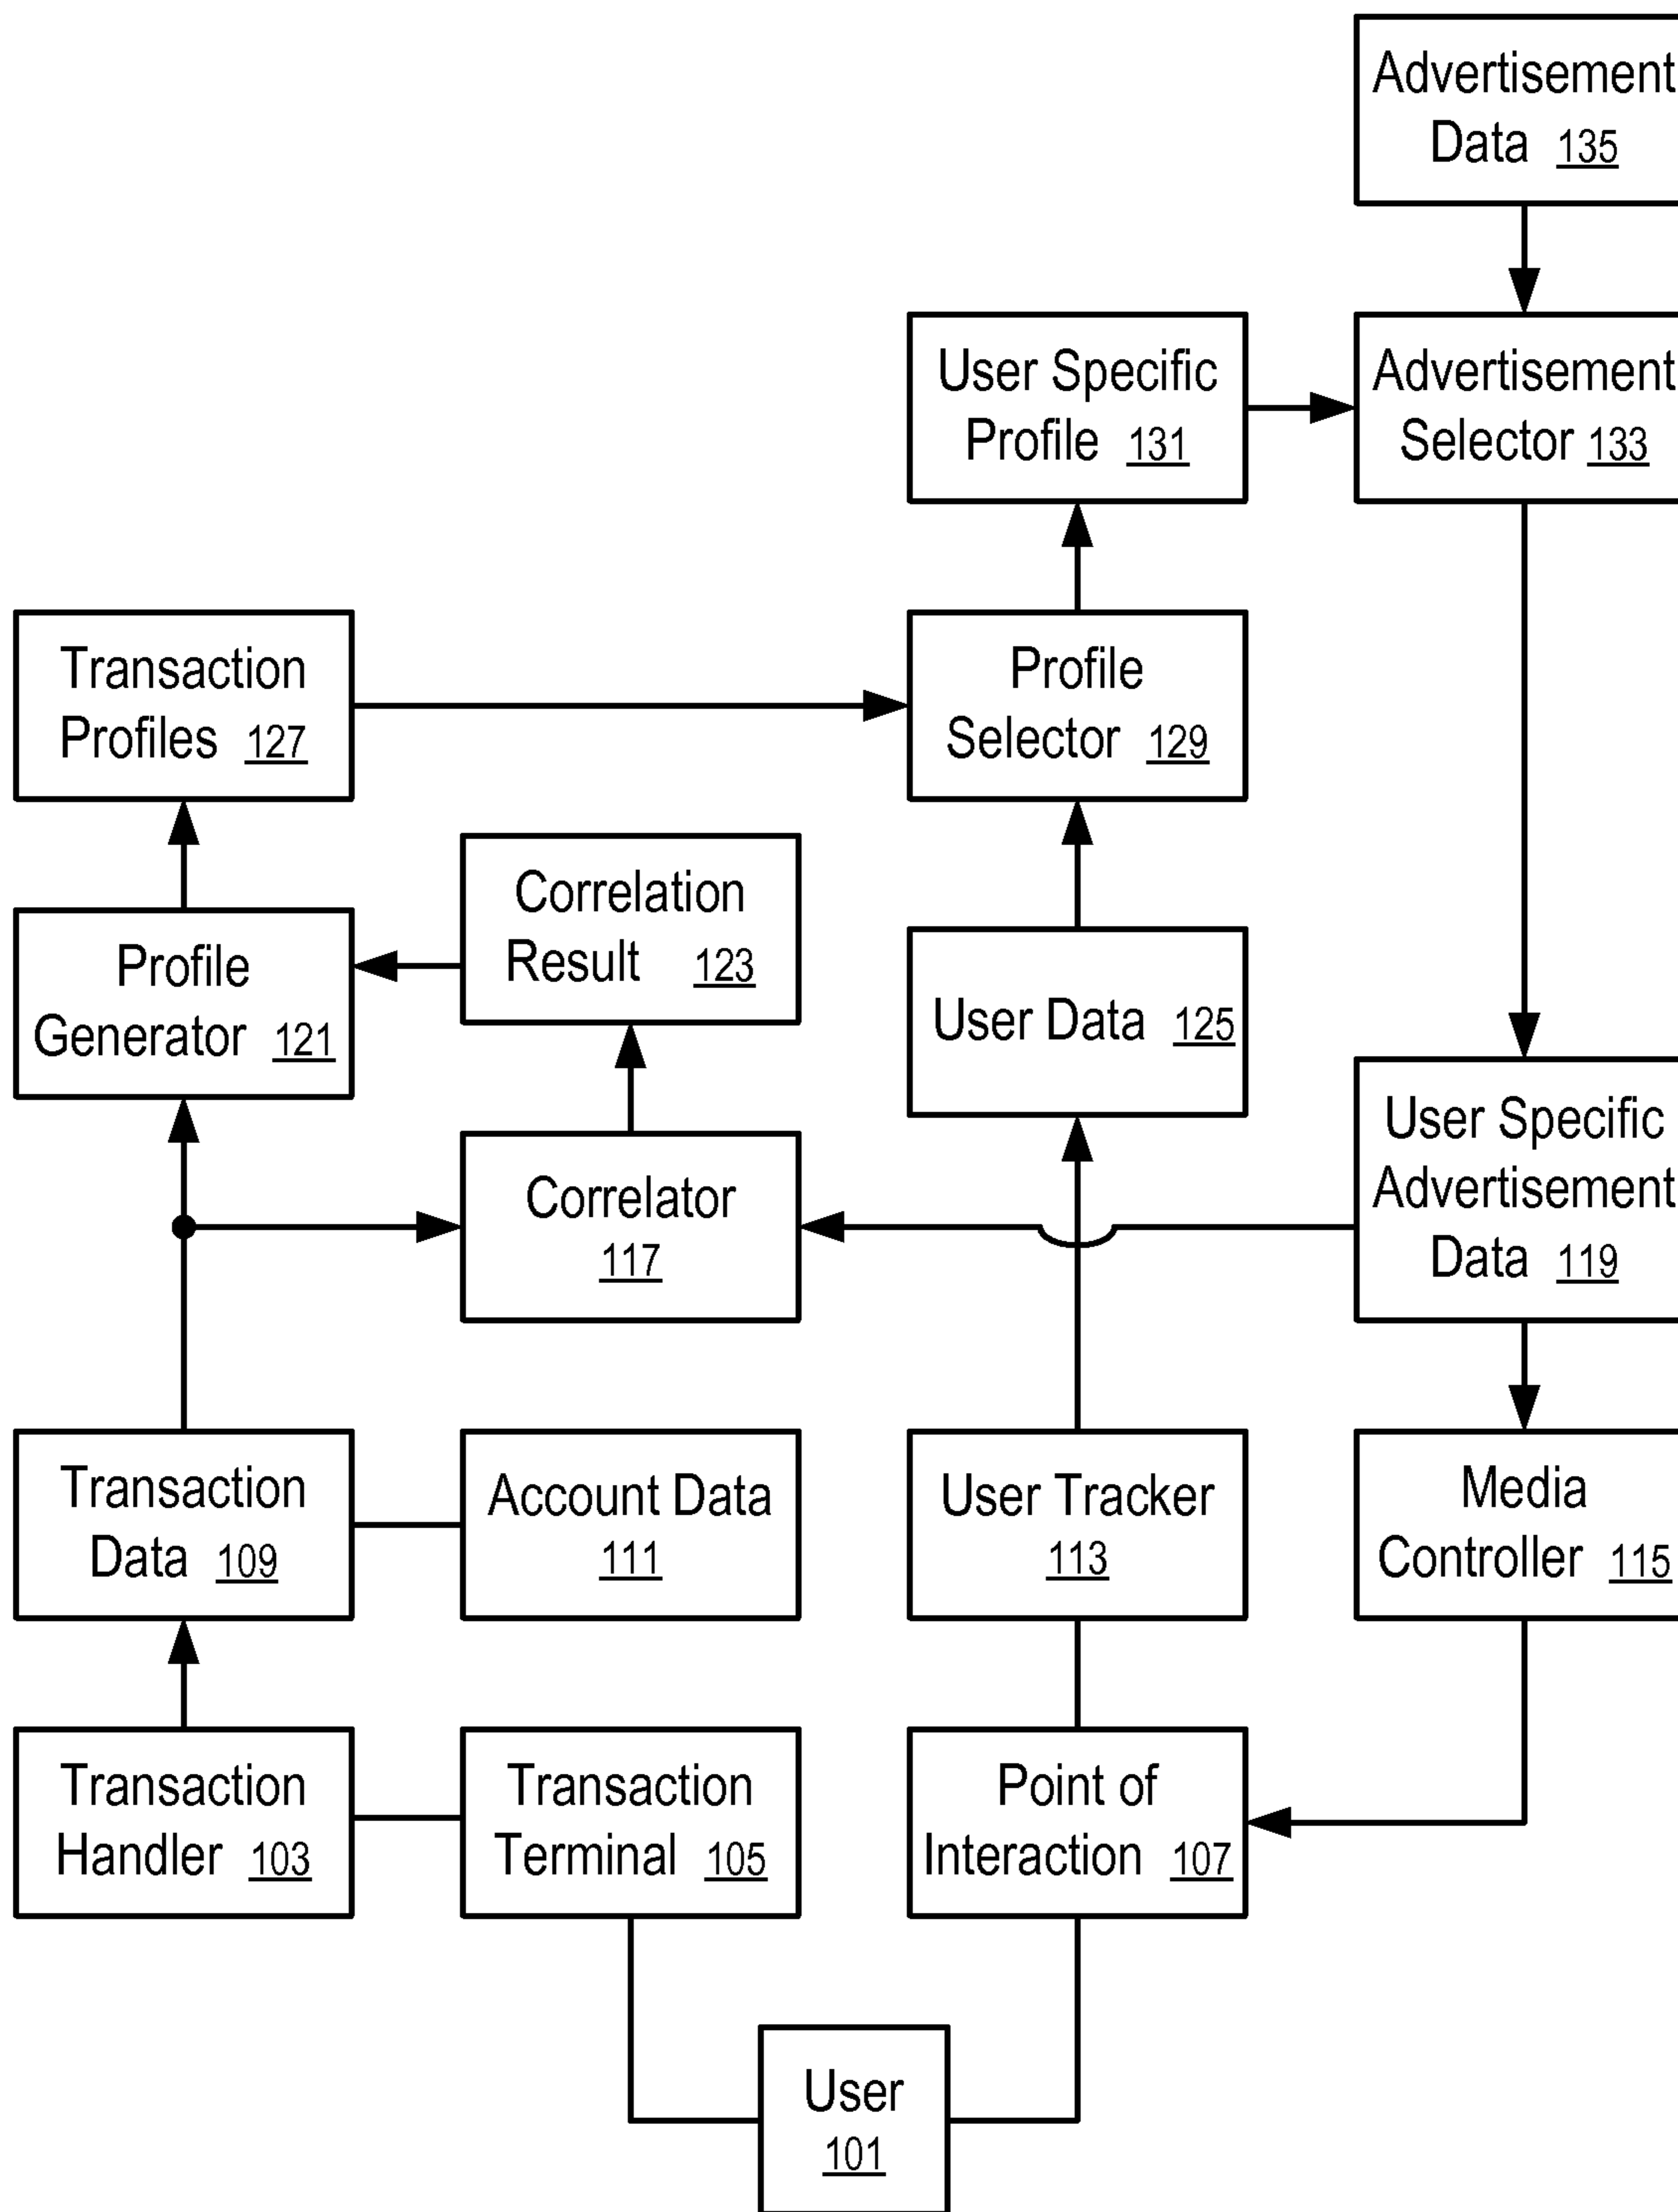 Advertisement
Data 135
User Specific
Profile 131
Advertisement
Selector 133
Transaction
Profiles 127
Profile
Selector 129
Correlation
Result 123
Profile
Generator 121
User Data 125
User Specific
Advertisement
Data 119
Correlator
117
Transaction
Data 109
Account Data
111
User Tracker
113
Media
Controller 115
Transaction
Handler 103
Transaction
Terminal 105
Point of
Interaction 107
User
101